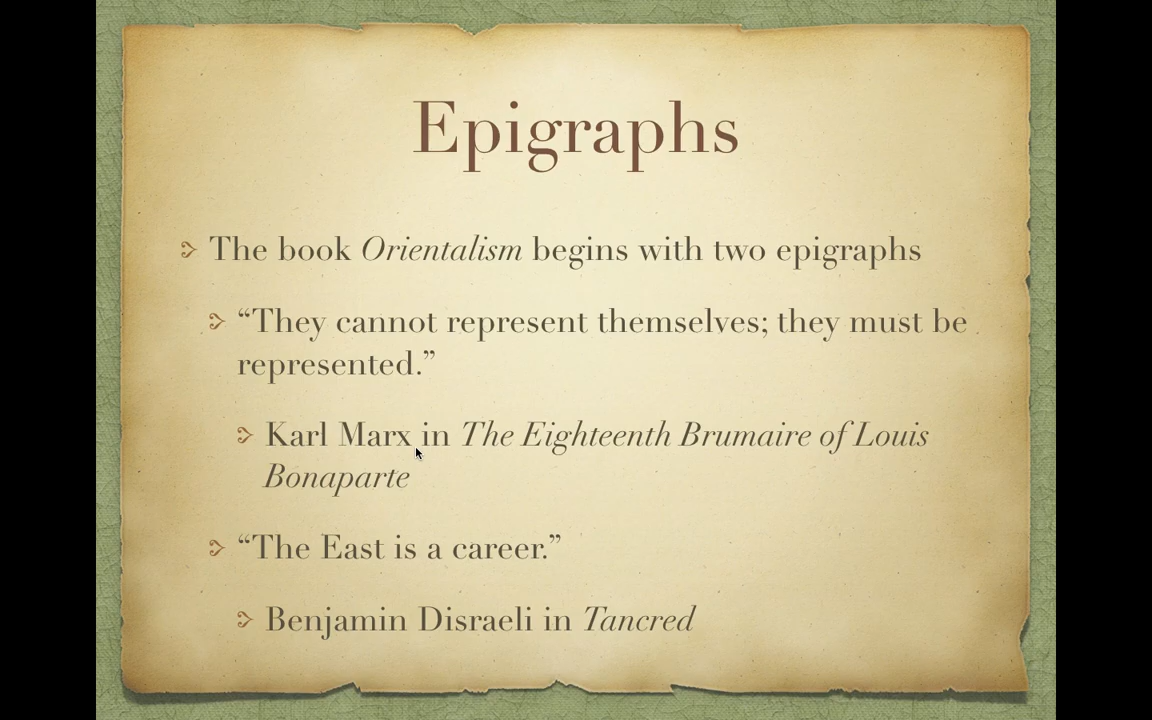 Epigraphs
The book Orientalism begins with two epigraphs
“They cannot represent themselves; they must be
represented.”
Karl Marx in The Eighteenth Brumaire of Louis
Bonaparte
“The East is a career.”
Benjamin Disraeli in Tancred